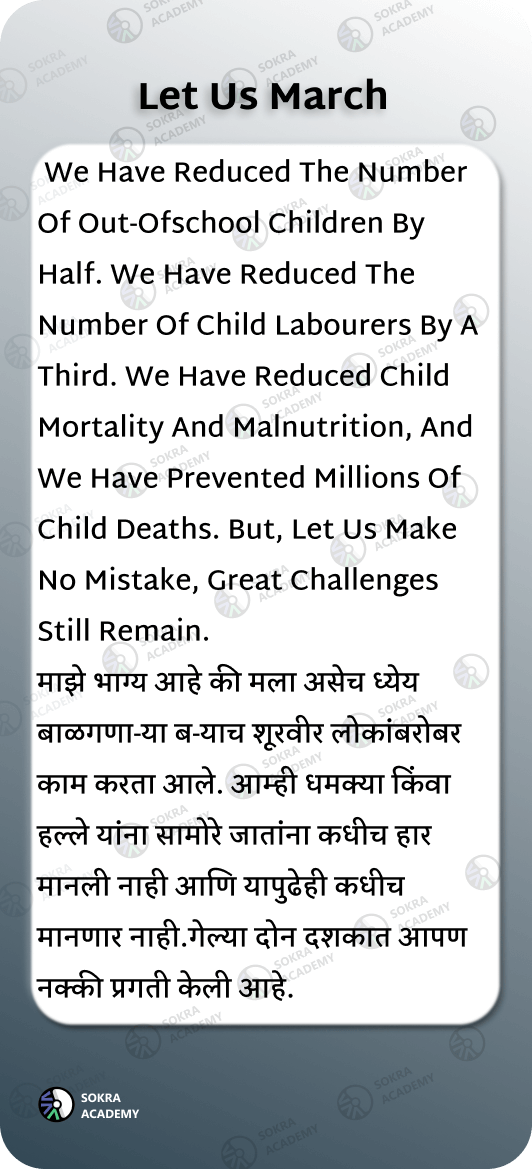 Let Us March
We Have Reduced The Number
Of Out-Ofschool Children By
Half. We Have Reduced The
Number Of Child Labourers By A
Third. We Have Reduced Child
Mortality And Malnutrition, And
We Have Prevented Millions Of
Child Deaths. But, Let Us Make
No Mistake, Great Challenges
Still Remain.
माझे भाग्य आहे की मला असेच ध्येय
बाळगणा-या ब-याच शूरवीर लोकांबरोबर
काम करता आले. आम्ही धमक्या किंवा
हल्ले यांना सामोरे जातांना कधीच हार
मानली नाही आणि यापुढेही कधीच
मानणार नाही.गेल्या दोन दशकात आपण
नक्की प्रगती केली आहे.
SOKRA
ACADEMY